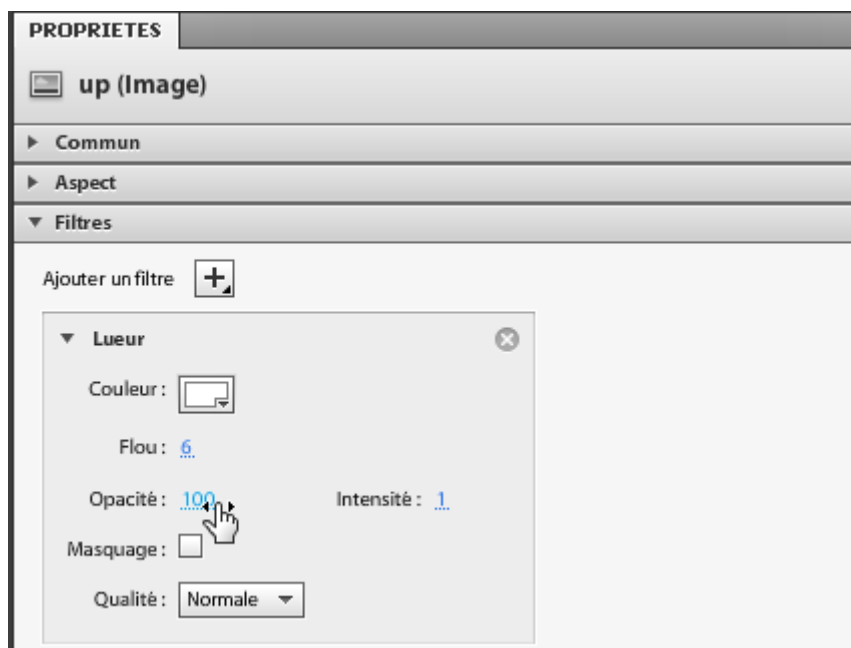 PROPRIETES
up (Image)
Commun
Aspect
Filtres
Ajouter un filtre
Lueur
Couleur :
Flou : 6
Opacité : 100 Intensité : 1
Masquage :
Qualité : Normale